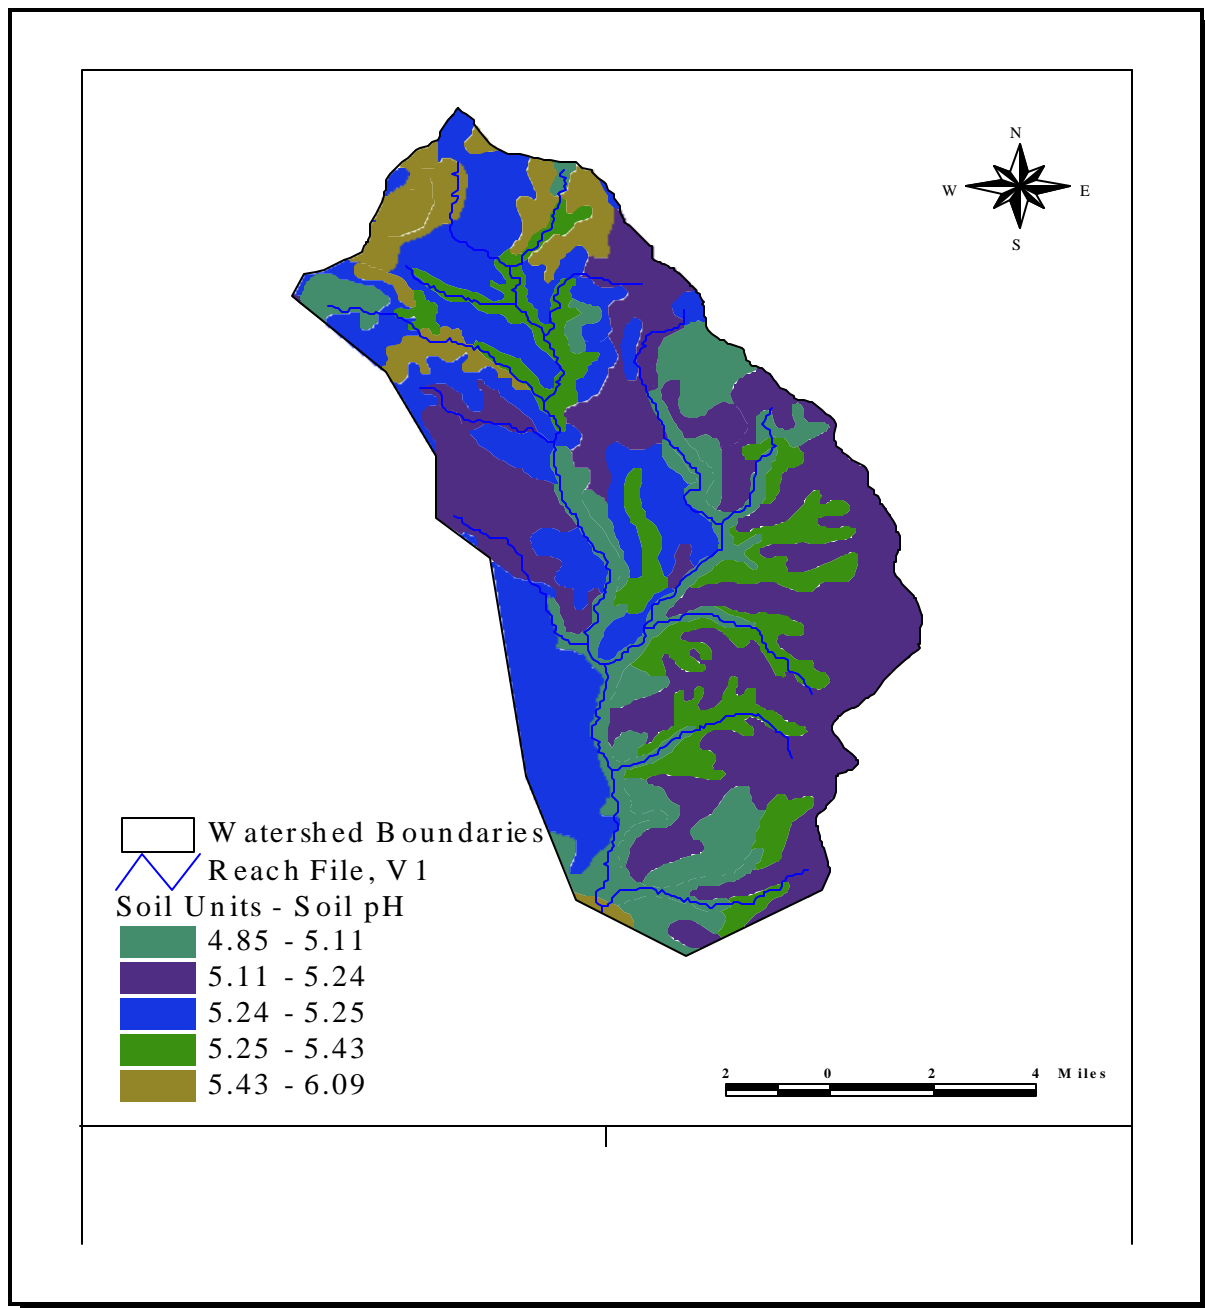 N
W E
S
Watershed Boundaries
Reach File, V1
Soil Units - Soil pH
4.85 - 5.11
5.11 - 5.24
5.24 - 5.25
5.25 - 5.43
5.43 - 6.09
2 0 2 4 Miles